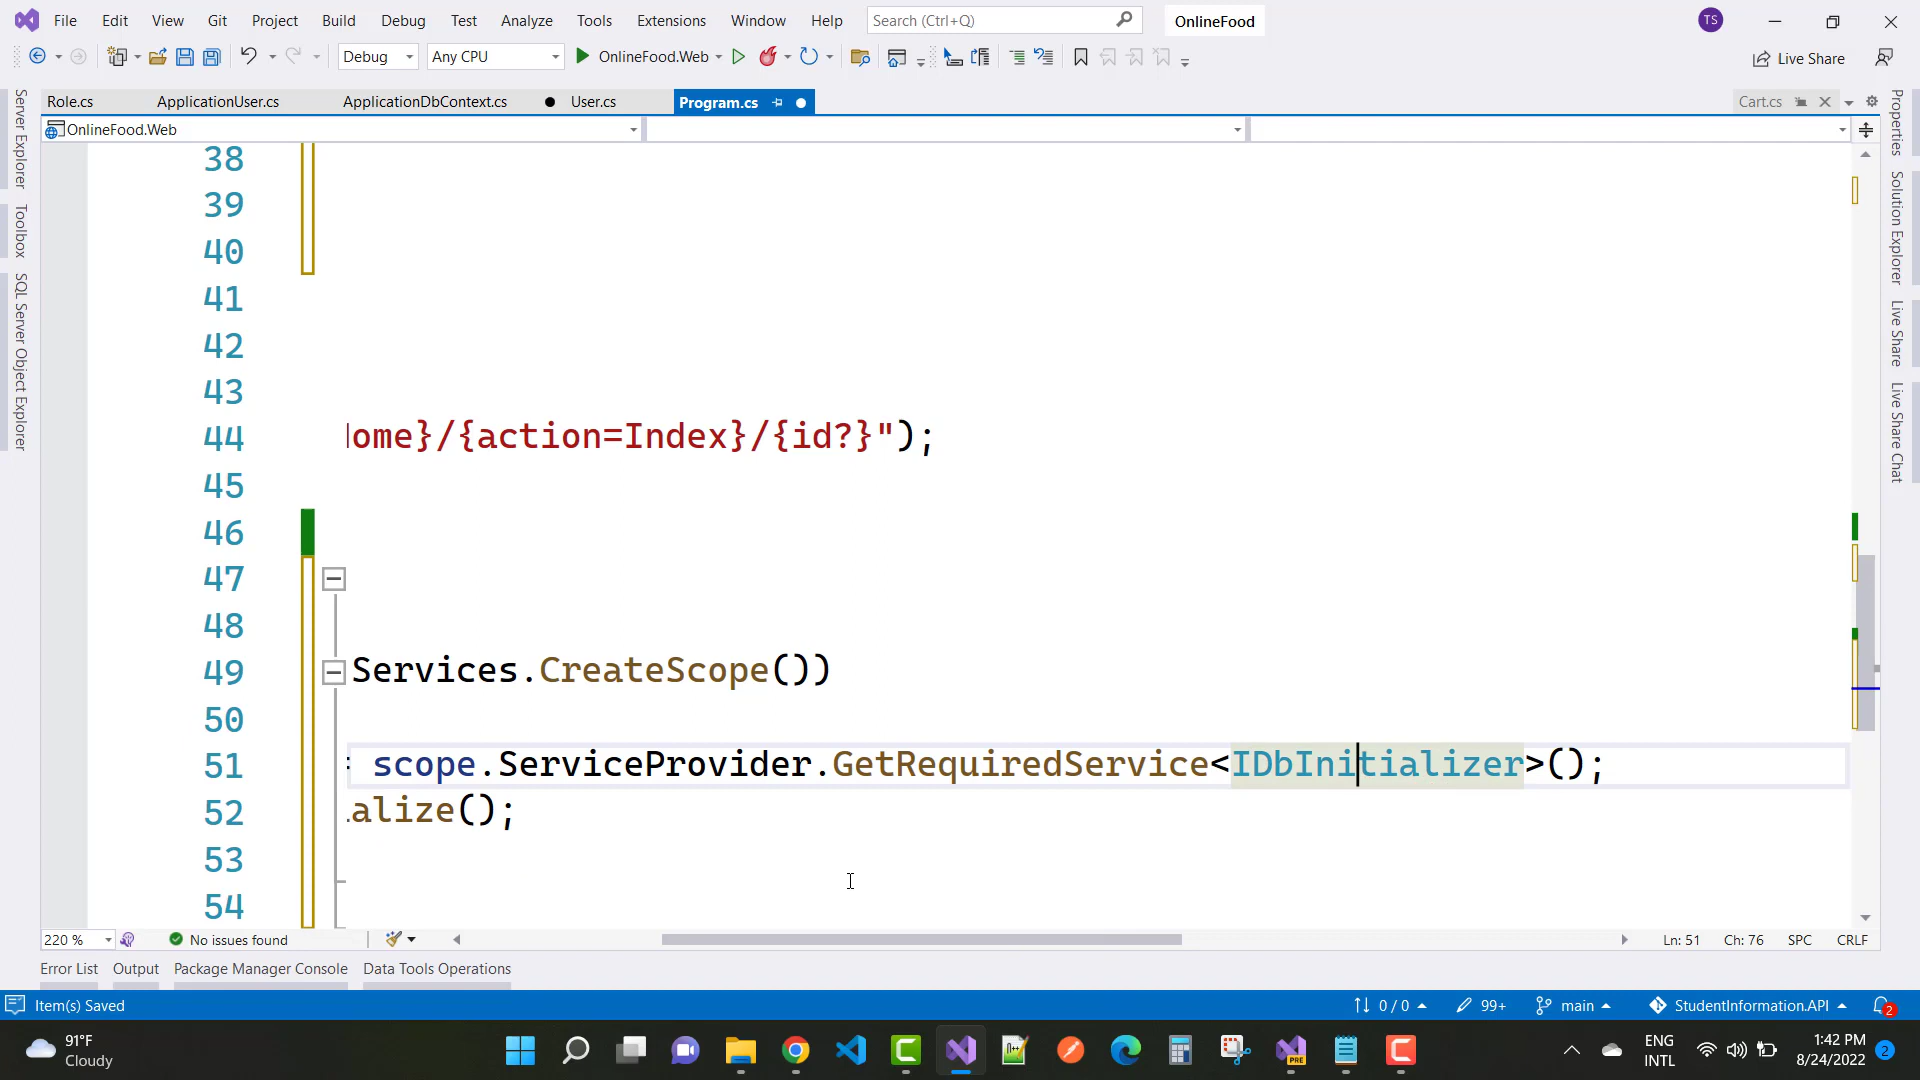 File Edit View Git Project Build Debug Test Analyze Tools Extensions Window Help Search (Ctrl+Q) OnlineFood TS
Debug Any CPU OnlineFood.Web Live Share
Role.cs ApplicationUser.cs ApplicationDbContext.cs User.cs Program.cs Cart.cs
OnlineFood.Web
Server Explorer
Toolbox
SQL Server Object Explorer
Properties
Solution Explorer
Live Share
Live Share Chat
38
39
40
41
42
43
44 ome}/{action=Index}/{id?}");
45
46
47
48
49 Services.CreateScope())
50
51 = scope.ServiceProvider.GetRequiredService<IDbInitializer>();
52 alize();
53
54
220 % No issues found Ln: 51 Ch: 76 SPC CRLF
Error List Output Package Manager Console Data Tools Operations
Item(s) Saved 0 / 0 99+ main StudentInformation.API 2
91°F
Cloudy
PRE
ENG
INTL
1:42 PM
8/24/2022
2